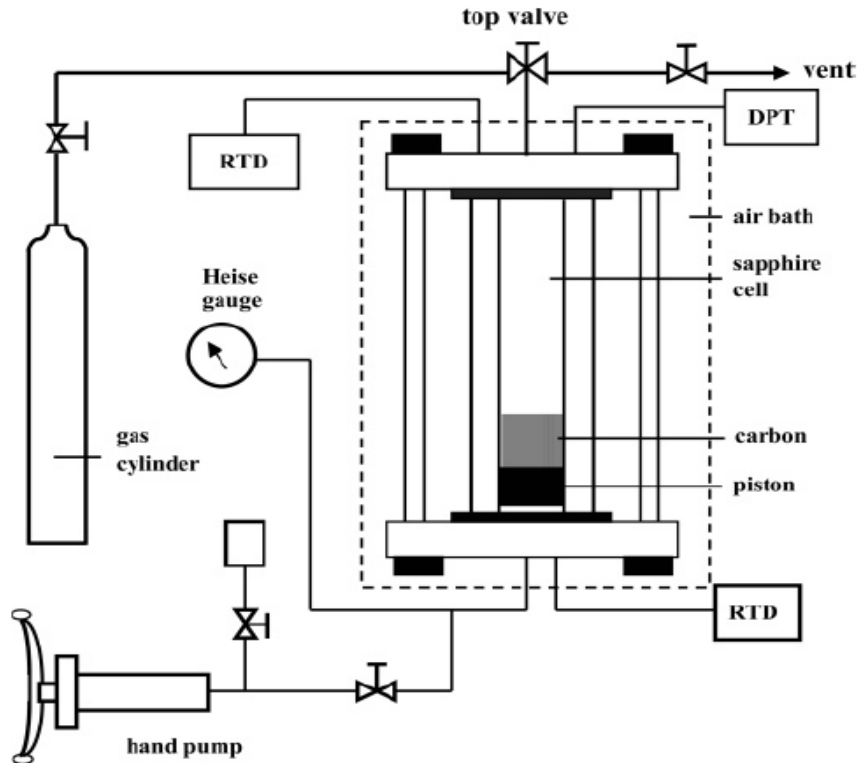 top valve
vent
DPT
RTD
air bath
sapphire
cell
Heise
gauge
gas
cylinder
carbon
piston
RTD
hand pump